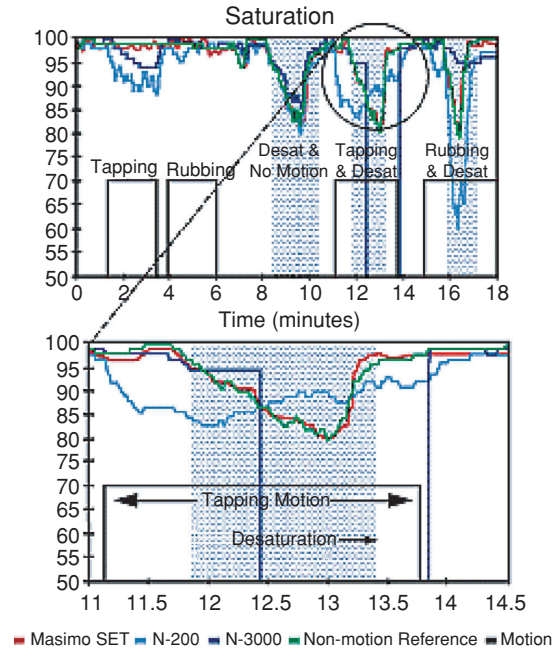 Saturation
100
95
90
85
80
75
70
65
60
55
50
Tapping
Rubbing
Desat &
No Motion
Tapping
& Desat
Rubbing
& Desat
0 2 4 6 8 10 12 14 16 18
Time (minutes)
100
95
90
85
80
75
70
65
60
55
50
Tapping Motion
Desaturation
11 11.5 12 12.5 13 13.5 14 14.5
Masimo SET N-200 N-3000 Non-motion Reference Motion